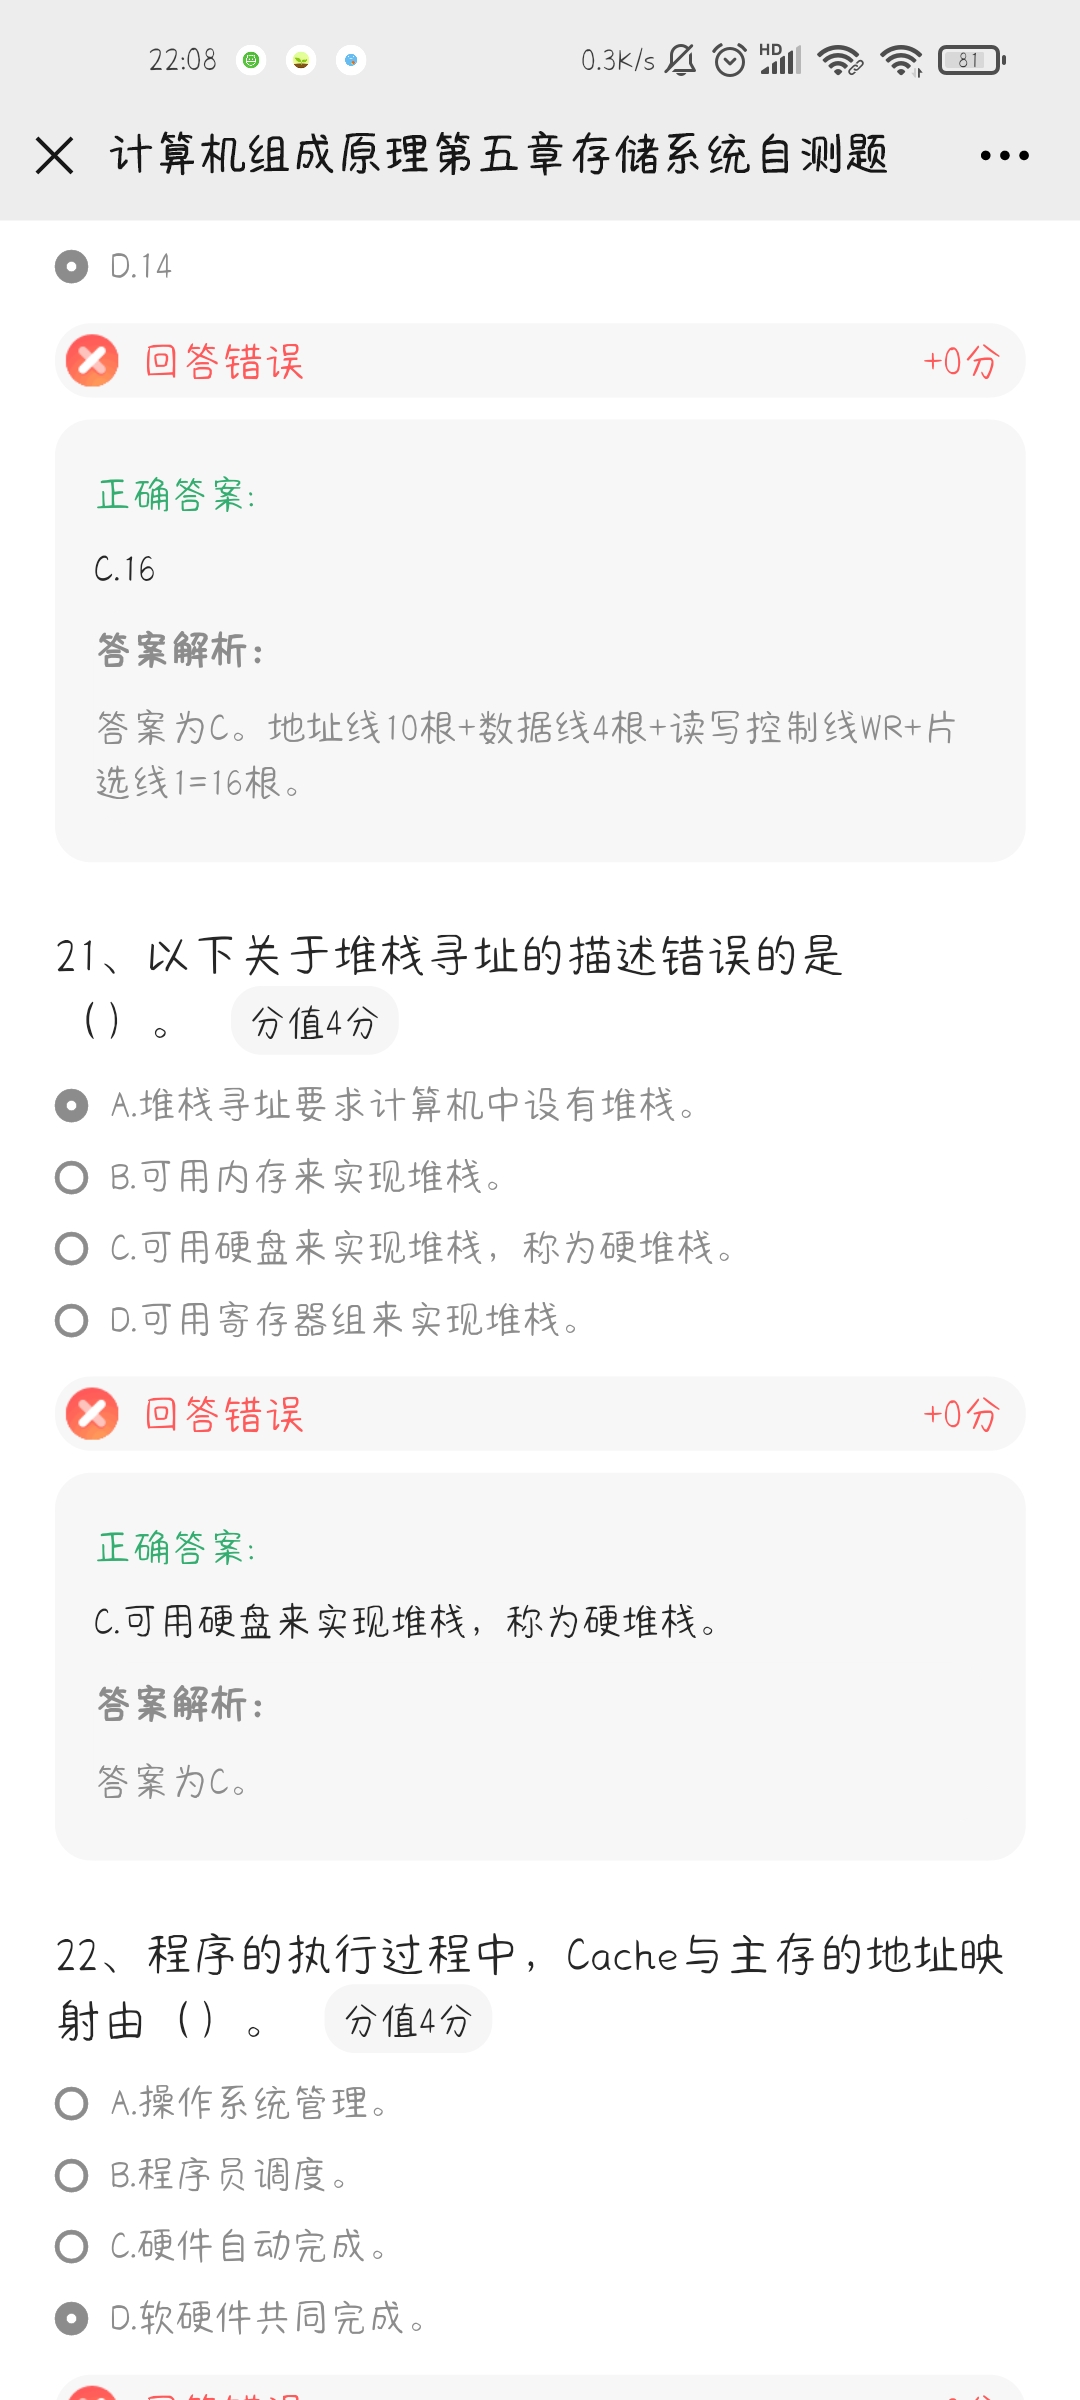 22:08 0.3K/s HD 81
计算机组成原理第五章存储系统自测题
D.14
回答错误 +0分
正确答案:
C.16
答案解析:
答案为C。地址线10根+数据线4根+读写控制线WR+片
选线1=16根。
21、以下关于堆栈寻址的描述错误的是
（）。 分值4分
A.堆栈寻址要求计算机中设有堆栈。
B.可用内存来实现堆栈。
C.可用硬盘来实现堆栈，称为硬堆栈。
D.可用寄存器组来实现堆栈。
回答错误 +0分
正确答案:
C.可用硬盘来实现堆栈，称为硬堆栈。
答案解析:
答案为C。
22、程序的执行过程中，Cache与主存的地址映
射由（）。 分值4分
A.操作系统管理。
B.程序员调度。
C.硬件自动完成。
D.软硬件共同完成。